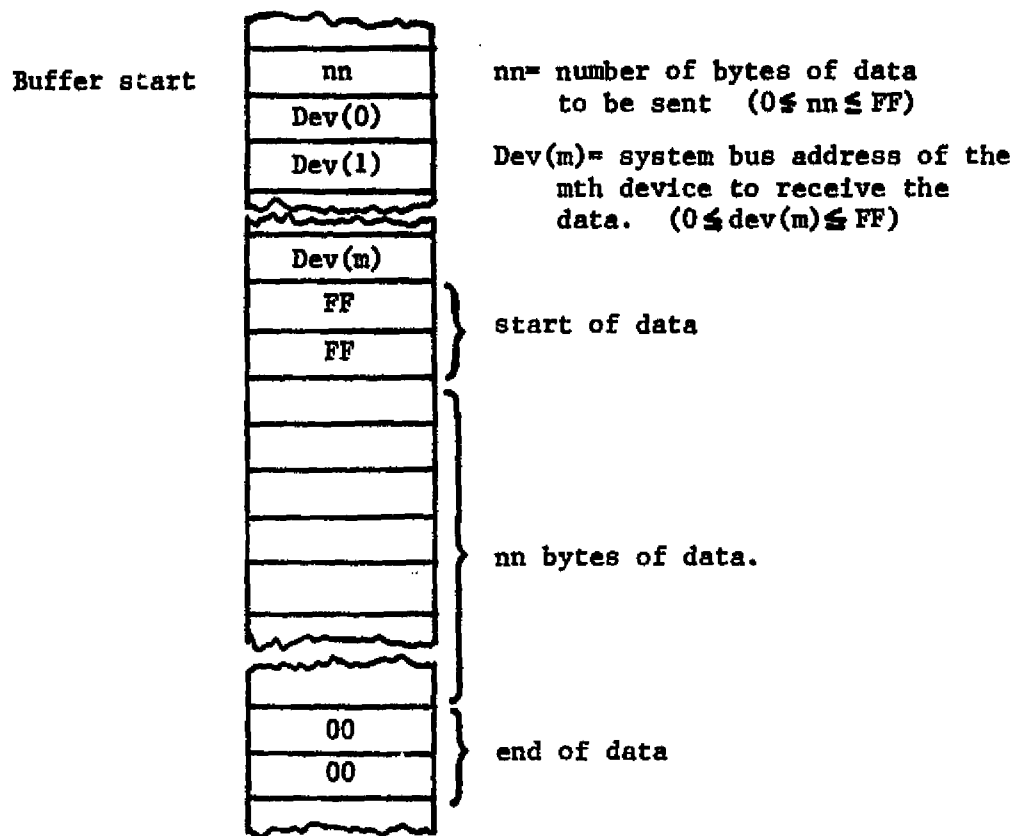 Buffer start
nn
Dev(0)
Dev(1)
Dev(m)
FF
FF
00
00
nn= number of bytes of data
to be sent (0≦ nn ≦ FF)
Dev(m)= system bus address of the
mth device to receive the
data. (0≦dev(m)≦ FF)
start of data
nn bytes of data.
end of data